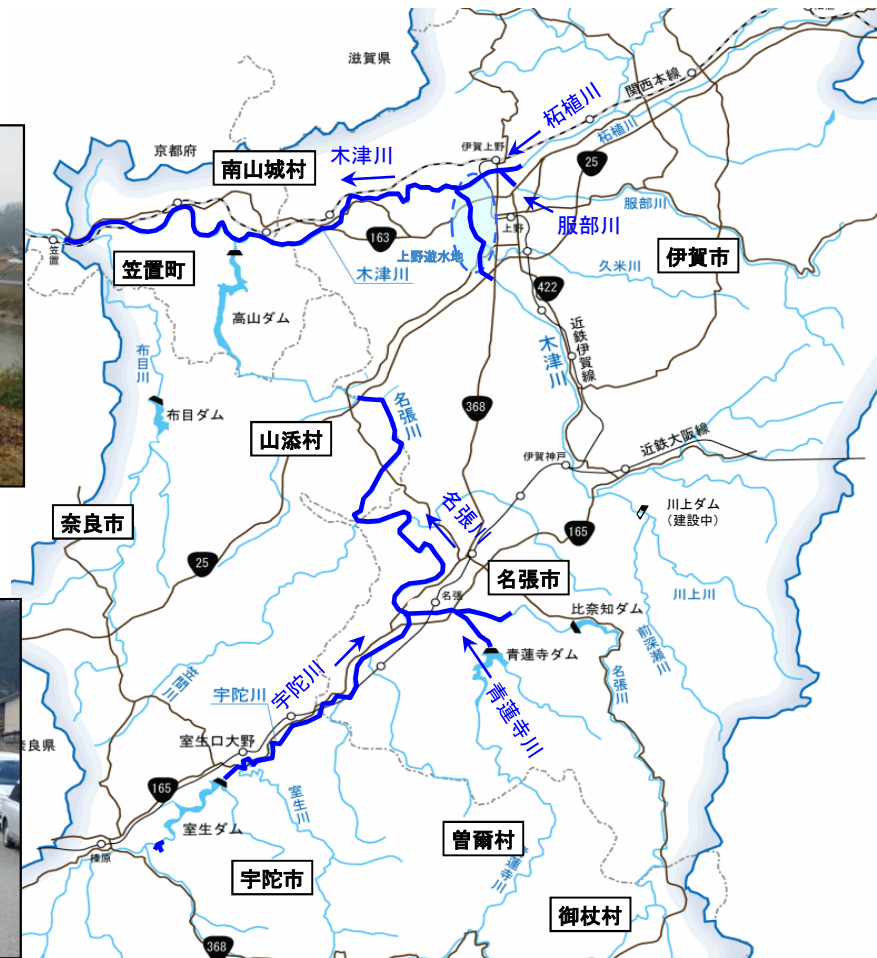 滋賀県
関西本線
柘植川
柘植川
京都府
伊賀上野
25
木津川
南山城村
服部川
服部川
上野
笠置
163
上野遊水地
久米川
伊賀市
木津川
笠置町
422
高山ダム
木津川
近鉄伊賀線
布目川
布目ダム
名張川
368
山添村
近鉄大阪線
伊賀神戸
川上ダム
(建設中)
名張川
165
奈良市
25
名張市
名張
比奈知ダム
川上川
前深瀬川
青蓮寺ダム
名張川
笠間川
宇陀川
宇陀川
青蓮寺川
室生口大野
奈良県
165
室生川
室生ダム
榛原
曽爾村
蓮寺川
宇陀市
御杖村
368